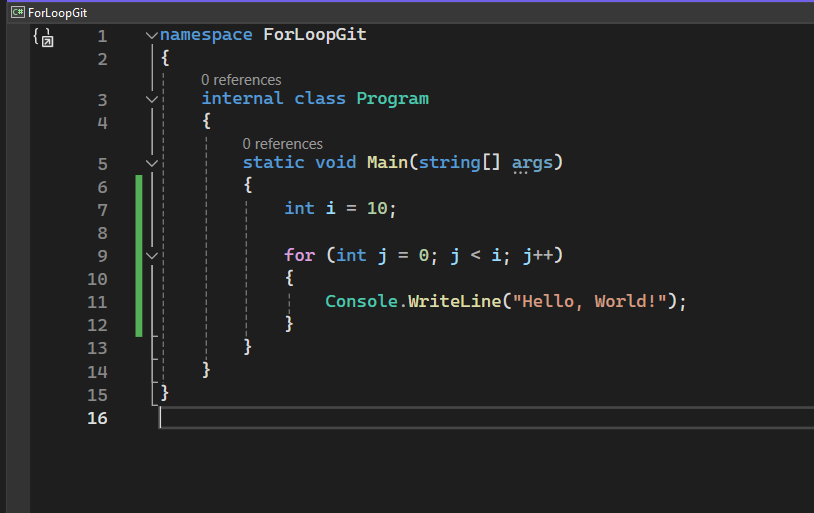 C# ForLoopGit
1 namespace ForLoopGit
2 {
0 references
3 internal class Program
4 {
0 references
5 static void Main(string[] args)
6 {
7 int i = 10;
8
9 for (int j = 0; j < i; j++)
10 {
11 Console.WriteLine("Hello, World!");
12 }
13 }
14 }
15 }
16